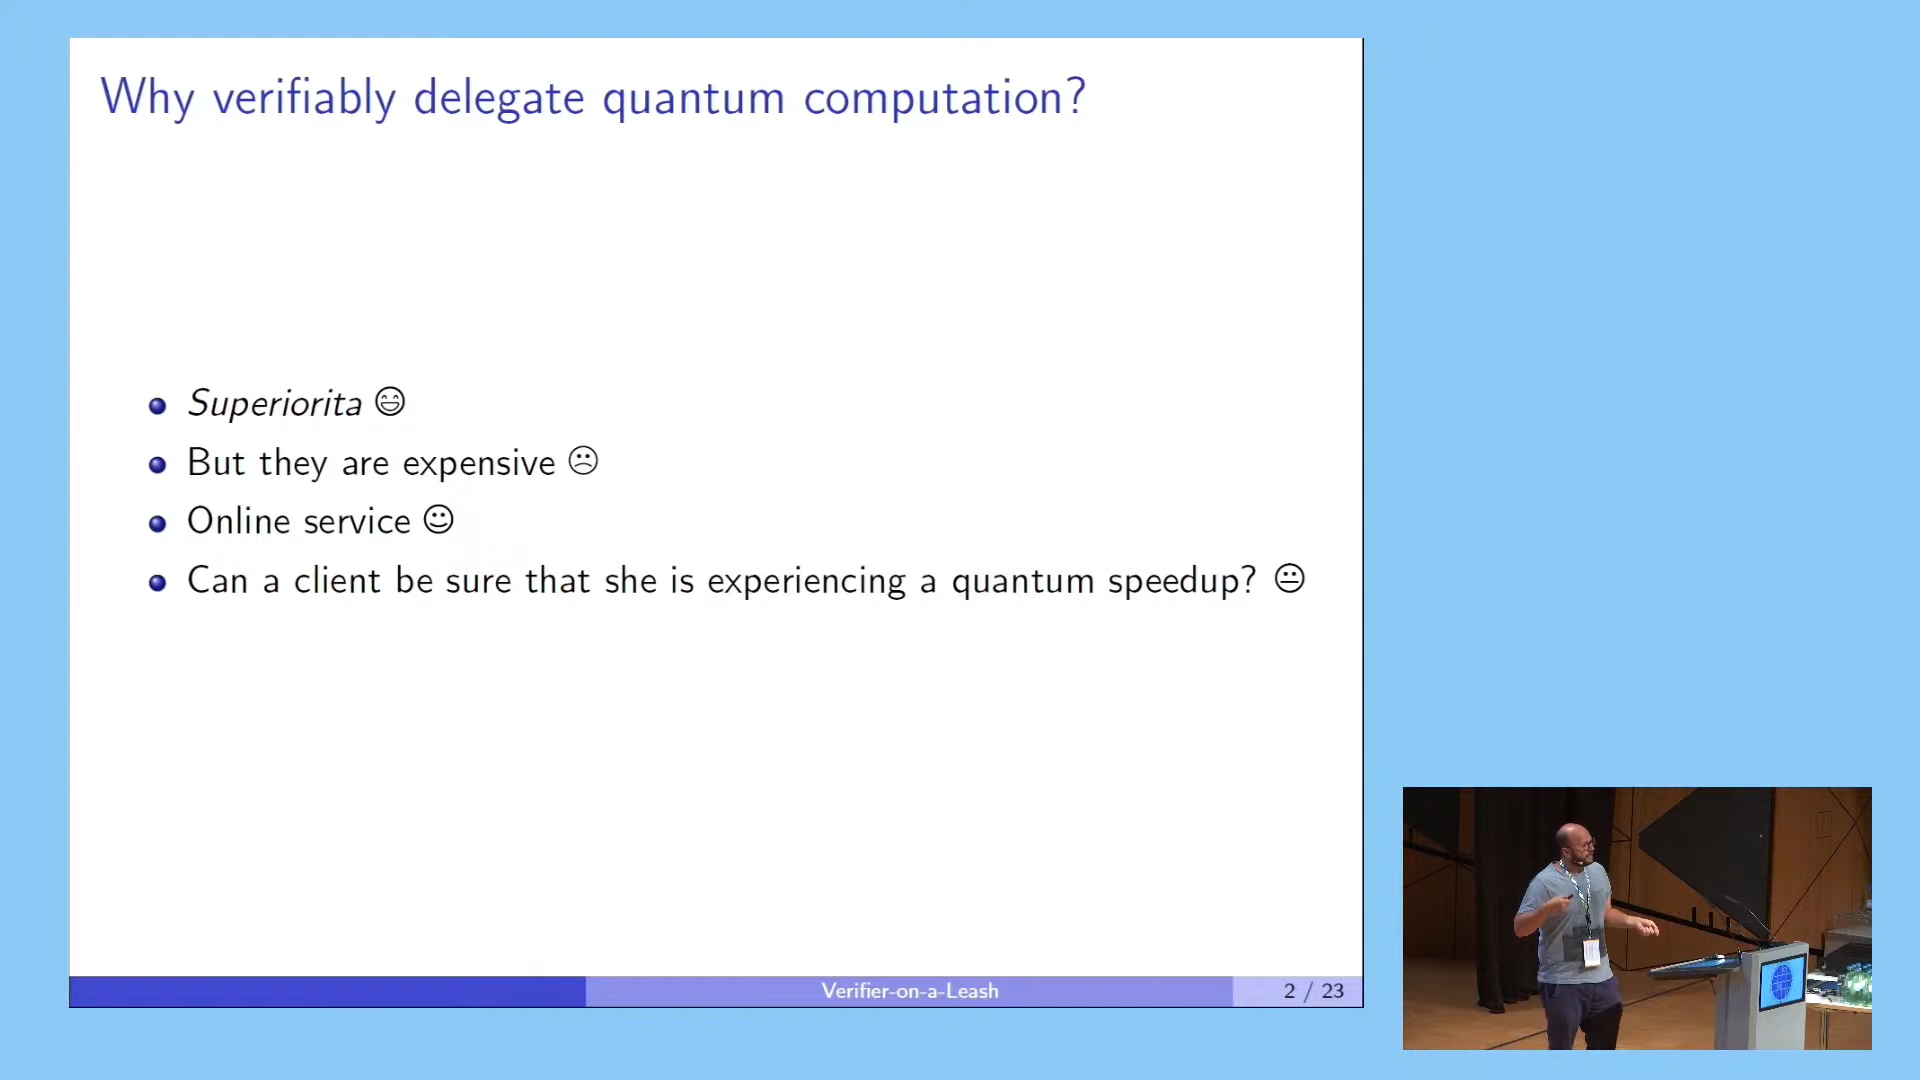 Why verifiably delegate quantum computation?
Superiorita 😄
But they are expensive ☹
Online service ☺
Can a client be sure that she is experiencing a quantum speedup? 😐
Verifier-on-a-Leash
2 / 23